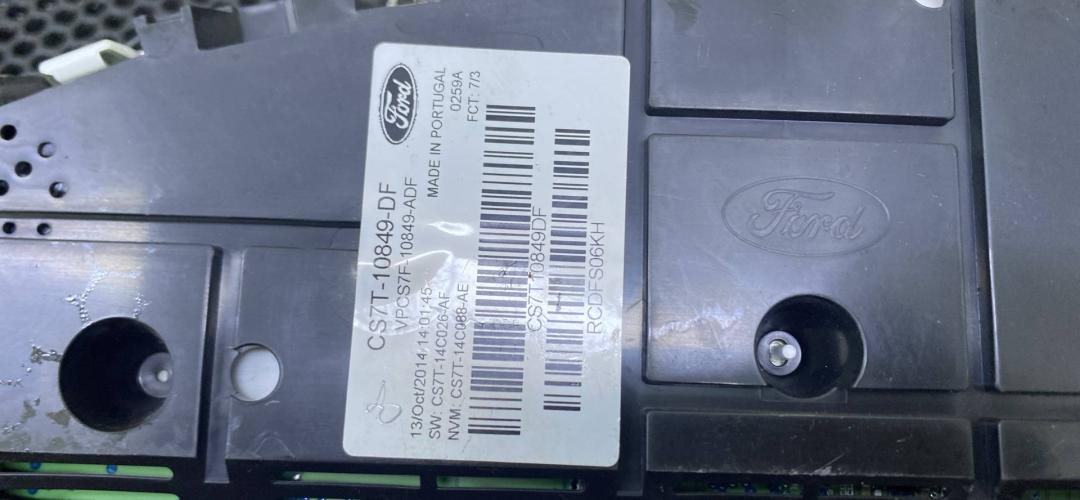 Ford
CS7T-10849-DF
VPCS7F-10849-ADF
MADE IN PORTUGAL
0259A
13/Oct/2014 14:01:45
FCT: 7/3
SW: CS7T-14C026-AF
NVM: CS7T-14C088-AE
CS7T10849DF
RCDFS06KH
Ford